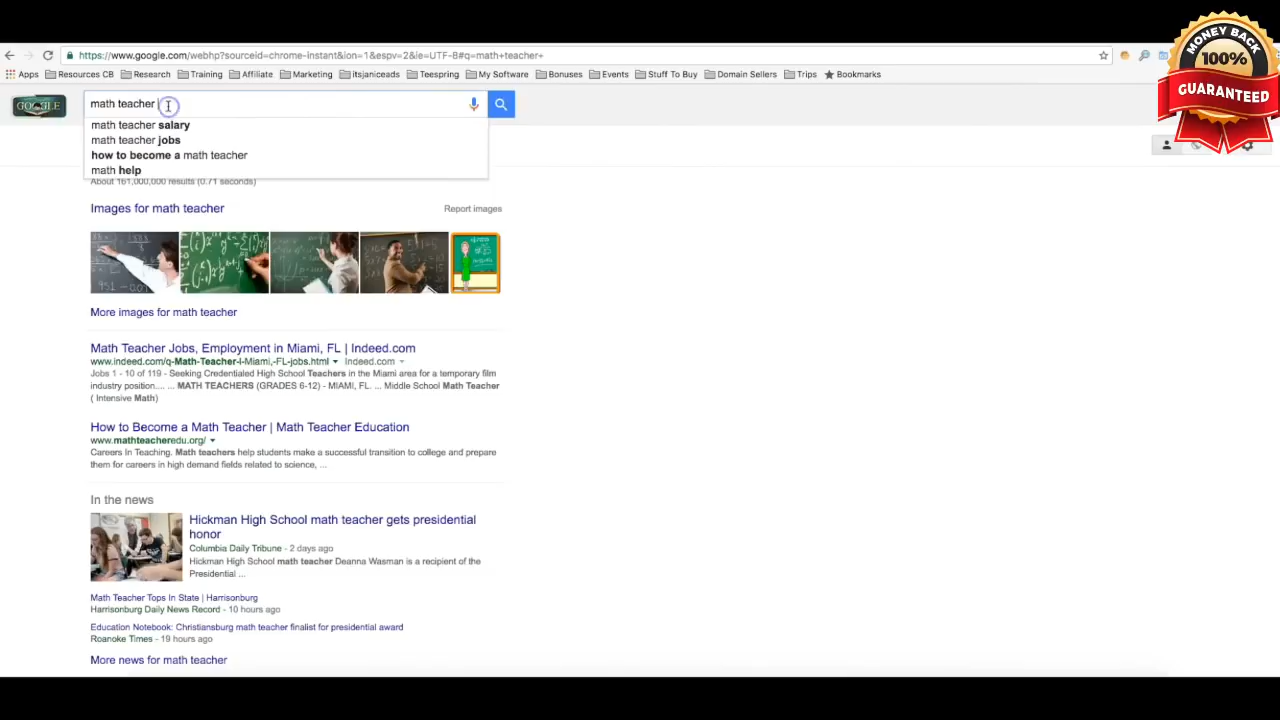 MONEY BACK
100%
GUARANTEED
https://www.google.com/webhp?sourceid=chrome-instant&ion=1&espv=2&ie=UTF-8#q=math+teacher+
Apps Resources CB Research Training Affiliate Marketing itsjaniceads Teespring My Software Bonuses Events Stuff To Buy Domain Sellers Trips Bookmarks
GOOGLE
math teacher
math teacher salary
math teacher jobs
how to become a math teacher
math help
About 161,000,000 results (0.71 seconds)
Images for math teacher Report images
More images for math teacher
Math Teacher Jobs, Employment in Miami, FL | Indeed.com
www.indeed.com/q-Math-Teacher-l-Miami,-FL-jobs.html Indeed.com
Jobs 1 - 10 of 119 - Seeking Credentialed High School Teachers in the Miami area for a temporary film
industry position.... ... MATH TEACHERS (GRADES 6-12) - MIAMI, FL. ... Middle School Math Teacher
( Intensive Math)
How to Become a Math Teacher | Math Teacher Education
www.mathteacheredu.org/
Careers In Teaching. Math teachers help students make a successful transition to college and prepare
them for careers in high demand fields related to science, ...
In the news
Hickman High School math teacher gets presidential
honor
Columbia Daily Tribune - 2 days ago
Hickman High School math teacher Deanna Wasman is a recipient of the
Presidential ...
Math Teacher Tops In State | Harrisonburg
Harrisonburg Daily News Record - 10 hours ago
Education Notebook: Christiansburg math teacher finalist for presidential award
Roanoke Times - 19 hours ago
More news for math teacher